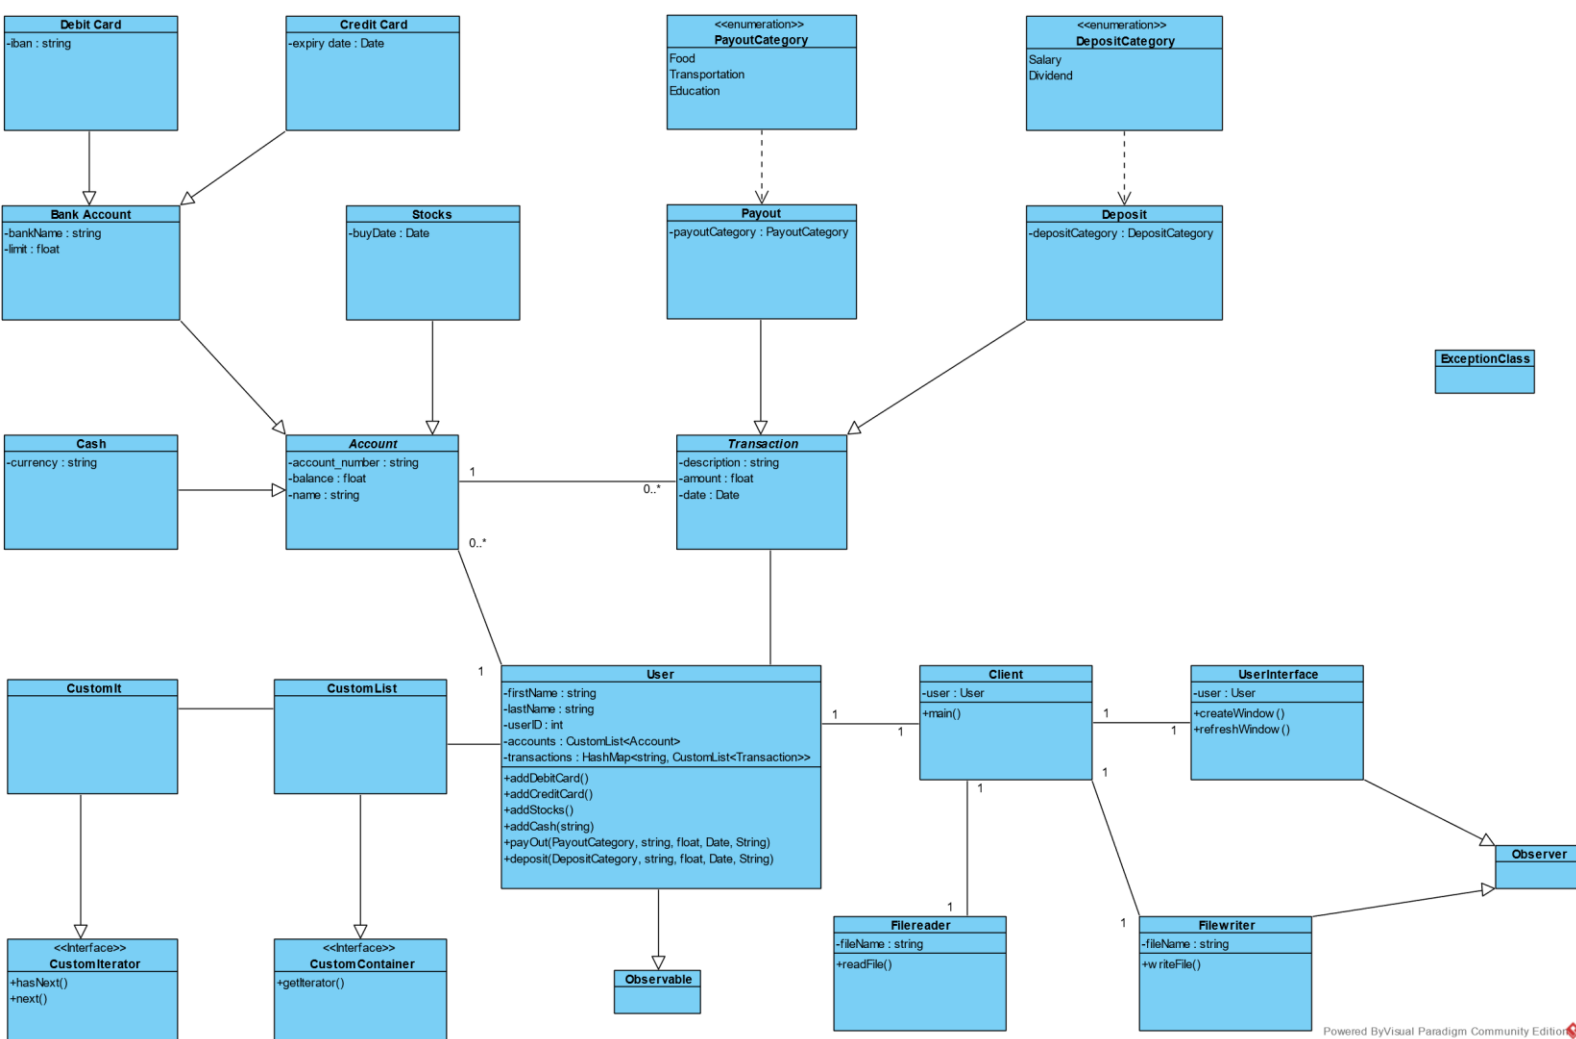 Debit Card
-iban : string
Credit Card
-expiry date : Date
<<enumeration>>
PayoutCategory
Food
Transportation
Education
<<enumeration>>
DepositCategory
Salary
Dividend
Bank Account
-bankName : string
-limit : float
Stocks
-buyDate : Date
Payout
-payoutCategory : PayoutCategory
Deposit
-depositCategory : DepositCategory
ExceptionClass
Cash
-currency : string
Account
-account_number : string
-balance : float
-name : string
1
0..*
Transaction
-description : string
-amount : float
-date : Date
0..*
1
CustomIt
CustomList
User
-firstName : string
-lastName : string
-userID : int
-accounts : CustomList<Account>
-transactions : HashMap<string, CustomList<Transaction>>
+addDebitCard()
+addCreditCard()
+addStocks()
+addCash(string)
+payOut(PayoutCategory, string, float, Date, String)
+deposit(DepositCategory, string, float, Date, String)
1
1
Client
-user : User
+main()
1
1
UserInterface
-user : User
+createWindow()
+refreshWindow()
1
1
1
1
Observer
<<Interface>>
CustomIterator
+hasNext()
+next()
<<Interface>>
CustomContainer
+getIterator()
Observable
Filereader
-fileName : string
+readFile()
Filewriter
-fileName : string
+writeFile()
Powered ByVisual Paradigm Community Edition